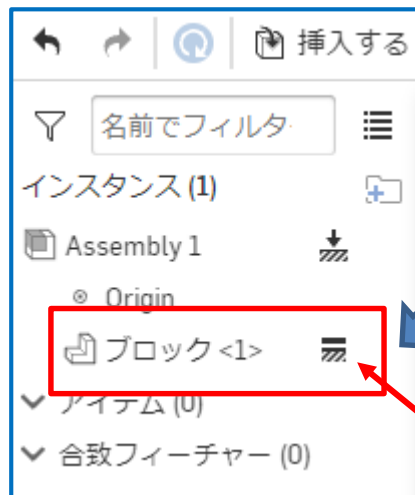 挿入する
名前でフィルタ
インスタンス (1)
Assembly 1
Origin
ブロック <1>
アイテム (0)
合致フィーチャー (0)